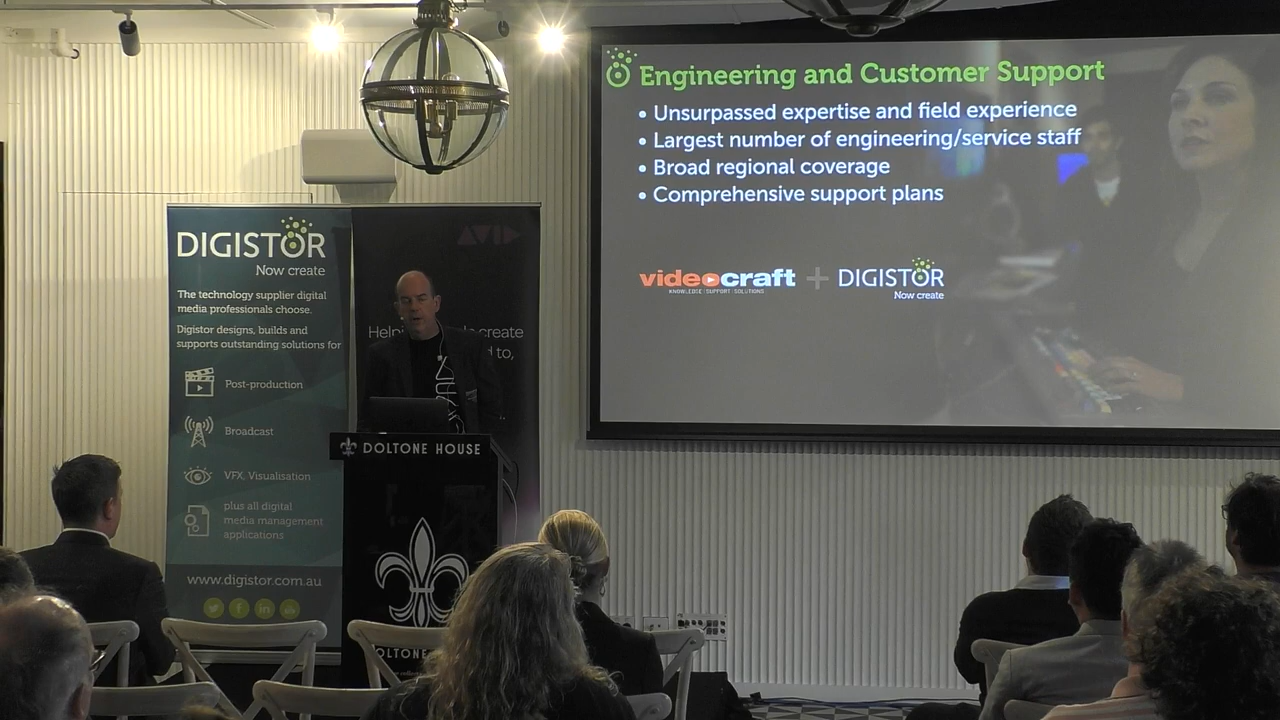 Engineering and Customer Support
• Unsurpassed expertise and field experience
• Largest number of engineering/service staff
• Broad regional coverage
• Comprehensive support plans
videocraft + DIGISTOR
KNOWLEDGE | SUPPORT | SOLUTIONS
Now create
DIGISTOR
Now create
The technology supplier digital
media professionals choose.
Digistor designs, builds and
supports outstanding solutions for
Post-production
Broadcast
VFX, Visualisation
plus all digital
media management
applications
www.digistor.com.au
AVID
create
to,
DOLTONE HOUSE